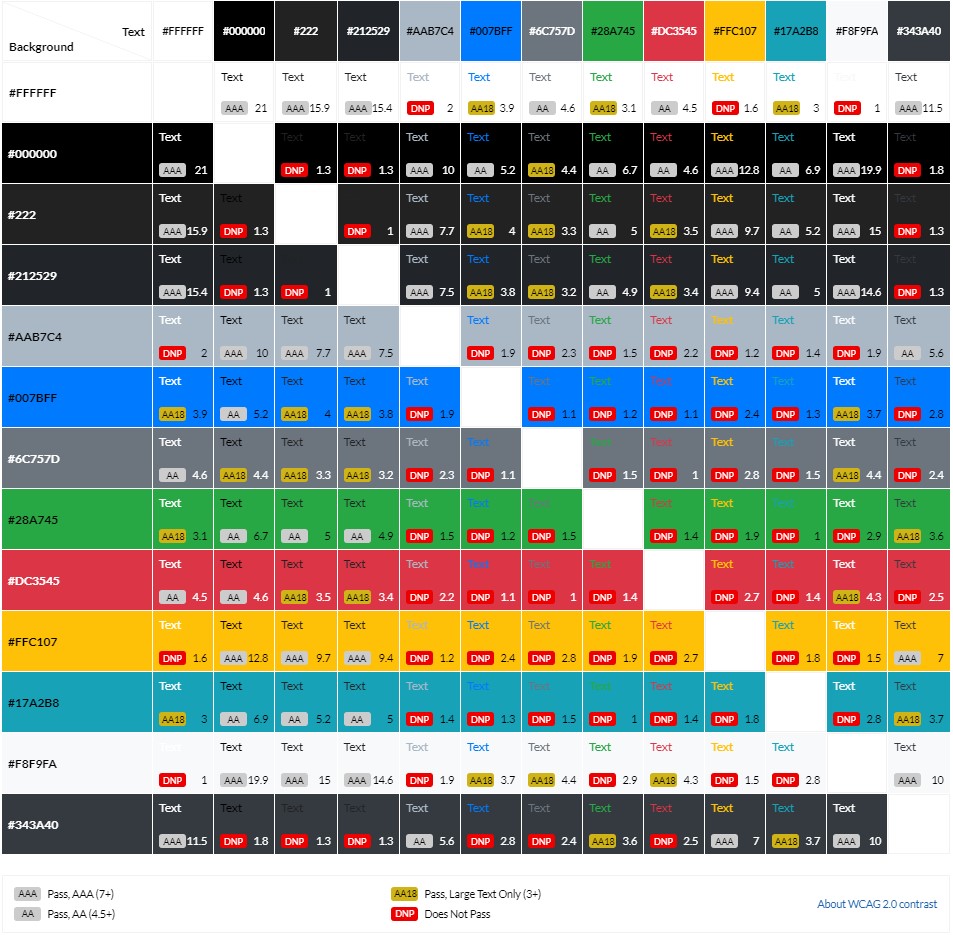 Text #FFFFFF #000000 #222 #212529 #AAB7C4 #007BFF #6C757D #28A745 #DC3545 #FFC107 #17A2B8 #F8F9FA #343A40
Background
Text Text Text Text Text Text Text Text Text Text Text Text
#FFFFFF
AAA 21 AAA 15.9 AAA 15.4 DNP 2 AA18 3.9 AA 4.6 AA18 3.1 AA 4.5 DNP 1.6 AA18 3 DNP 1 AAA 11.5
Text Text Text Text Text Text Text Text Text Text Text Text
#000000
AAA 21 DNP 1.3 DNP 1.3 AAA 10 AA 5.2 AA18 4.4 AA 6.7 AA 4.6 AAA 12.8 AA 6.9 AAA 19.9 DNP 1.8
Text Text Text Text Text Text Text Text Text Text Text
#222
AAA 15.9 DNP 1.3 DNP 1 AAA 7.7 AA18 4 AA18 3.3 AA 5 AA18 3.5 AAA 9.7 AA 5.2 AAA 15 DNP 1.3
Text Text Text Text Text Text Text Text Text Text Text
#212529
AAA 15.4 DNP 1.3 DNP 1 AAA 7.5 AA18 3.8 AA18 3.2 AA 4.9 AA18 3.4 AAA 9.4 AA 5 AAA 14.6 DNP 1.3
Text Text Text Text Text Text Text Text Text Text Text Text
#AAB7C4
DNP 2 AAA 10 AAA 7.7 AAA 7.5 DNP 1.9 DNP 2.3 DNP 1.5 DNP 2.2 DNP 1.2 DNP 1.4 DNP 1.9 AA 5.6
Text Text Text Text Text Text Text Text Text Text Text Text
#007BFF
AA18 3.9 AA 5.2 AA18 4 AA18 3.8 DNP 1.9 DNP 1.1 DNP 1.2 DNP 1.1 DNP 2.4 DNP 1.3 AA18 3.7 DNP 2.8
Text Text Text Text Text Text Text Text Text Text Text Text
#6C757D
AA 4.6 AA18 4.4 AA18 3.3 AA18 3.2 DNP 2.3 DNP 1.1 DNP 1.5 DNP 1 DNP 2.8 DNP 1.5 AA18 4.4 DNP 2.4
Text Text Text Text Text Text Text Text Text Text Text Text
#28A745
AA18 3.1 AA 6.7 AA 5 AA 4.9 DNP 1.5 DNP 1.2 DNP 1.5 DNP 1.4 DNP 1.9 DNP 1 DNP 2.9 AA18 3.6
Text Text Text Text Text Text Text Text Text Text Text Text
#DC3545
AA 4.5 AA 4.6 AA18 3.5 AA18 3.4 DNP 2.2 DNP 1.1 DNP 1 DNP 1.4 DNP 2.7 DNP 1.4 AA18 4.3 DNP 2.5
Text Text Text Text Text Text Text Text Text Text Text Text
#FFC107
DNP 1.6 AAA 12.8 AAA 9.7 AAA 9.4 DNP 1.2 DNP 2.4 DNP 2.8 DNP 1.9 DNP 2.7 DNP 1.8 DNP 1.5 AAA 7
Text Text Text Text Text Text Text Text Text Text Text Text
#17A2B8
AA18 3 AA 6.9 AA 5.2 AA 5 DNP 1.4 DNP 1.3 DNP 1.5 DNP 1 DNP 1.4 DNP 1.8 DNP 2.8 AA18 3.7
Text Text Text Text Text Text Text Text Text Text Text Text
#F8F9FA
DNP 1 AAA 19.9 AAA 15 AAA 14.6 DNP 1.9 AA18 3.7 AA18 4.4 DNP 2.9 AA18 4.3 DNP 1.5 DNP 2.8 AAA 10
Text Text Text Text Text Text Text Text Text Text Text Text
#343A40
AAA 11.5 DNP 1.8 DNP 1.3 DNP 1.3 AA 5.6 DNP 2.8 DNP 2.4 AA18 3.6 DNP 2.5 AAA 7 AA18 3.7 AAA 10
AAA Pass, AAA (7+) AA18 Pass, Large Text Only (3+)
About WCAG 2.0 contrast
AA Pass, AA (4.5+) DNP Does Not Pass